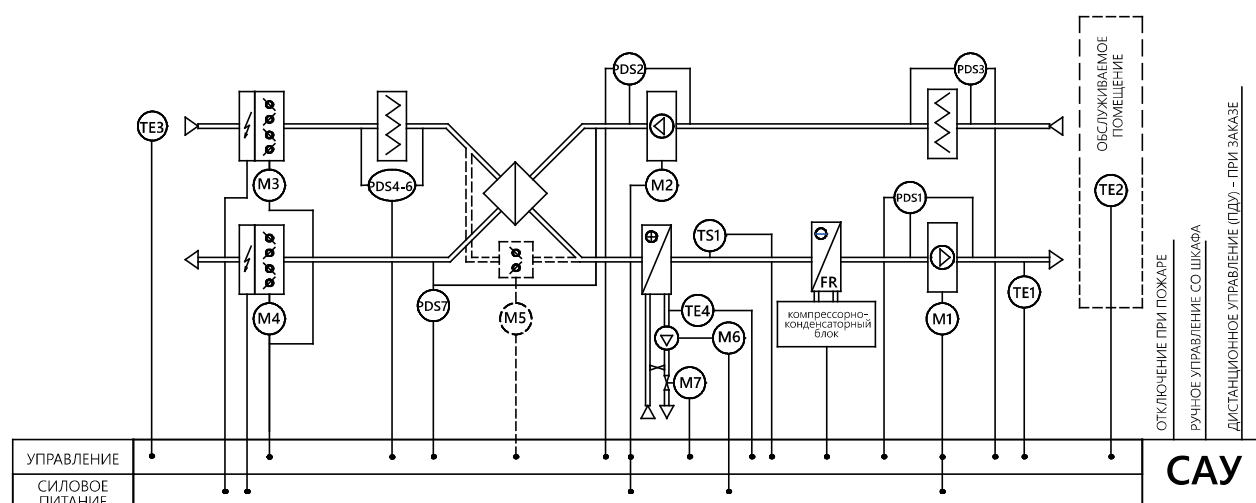 PDS2
PDS3
ОБСЛУЖИВАЕМОЕ
ПОМЕЩЕНИЕ
TE3
M3
PDS4-6
M2
PDS1
TE2
TS1
FR
M4
PDS7
M5
TE4
M6
компрессорно-
конденсаторный
блок
M1
TE1
M7
ОТКЛЮЧЕНИЕ ПРИ ПОЖАРЕ
РУЧНОЕ УПРАВЛЕНИЕ СО ШКАФА
ДИСТАНЦИОННОЕ УПРАВЛЕНИЕ (ПДУ) - ПРИ ЗАКАЗЕ
УПРАВЛЕНИЕ
САУ
СИЛОВОЕ
ПИТАНИЕ